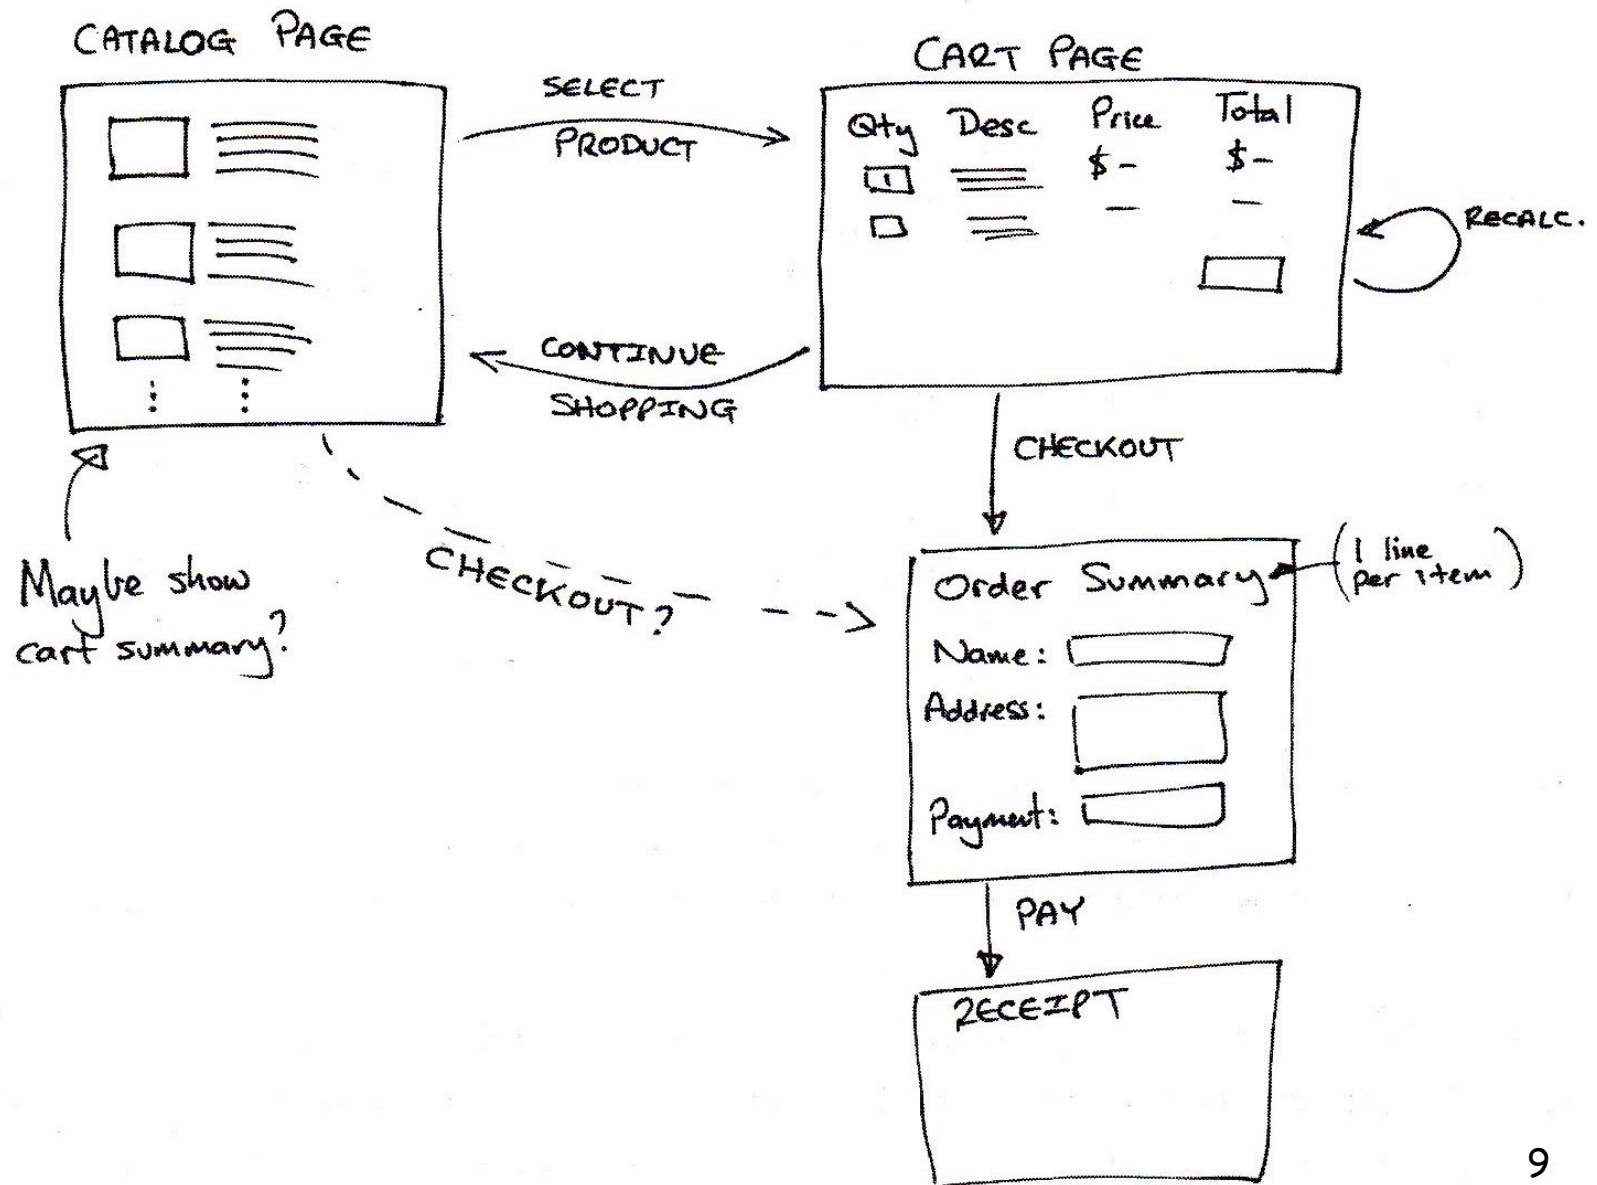 CATALOG PAGE
CART PAGE
SELECT
PRODUCT
Qty Desc Price Total
$- $-
1
- -
RECALC.
CONTINUE
SHOPPING
CHECKOUT
Maybe show
cart summary?
CHECKOUT?
Order Summary
(1 line
per item)
Name:
Address:
Payment:
PAY
RECEIPT
9